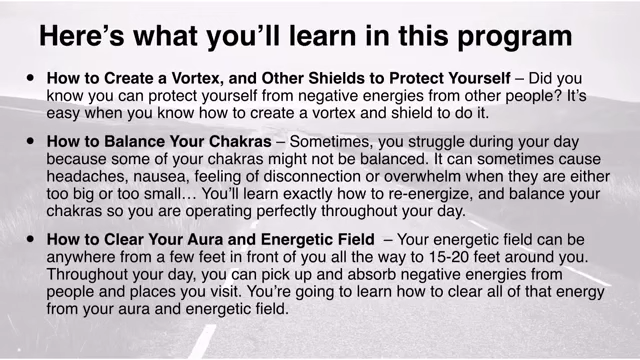 Here's what you'll learn in this program
• How to Create a Vortex, and Other Shields to Protect Yourself – Did you
know you can protect yourself from negative energies from other people? It's
easy when you know how to create a vortex and shield to do it.
• How to Balance Your Chakras – Sometimes, you struggle during your day
because some of your chakras might not be balanced. It can sometimes cause
headaches, nausea, feeling of disconnection or overwhelm when they are either
too big or too small... You'll learn exactly how to re-energize, and balance your
chakras so you are operating perfectly throughout your day.
• How to Clear Your Aura and Energetic Field – Your energetic field can be
anywhere from a few feet in front of you all the way to 15-20 feet around you.
Throughout your day, you can pick up and absorb negative energies from
people and places you visit. You're going to learn how to clear all of that energy
from your aura and energetic field.